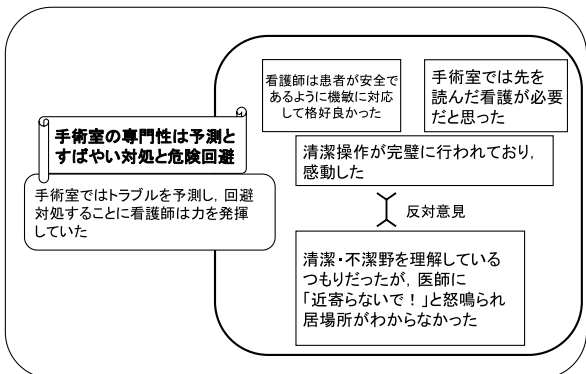 看護師は患者が安全で
あるように機敏に対応
して格好良かった
手術室では先を
読んだ看護が必要
だと思った
手術室の専門性は予測と
すばやい対処と危険回避
清潔操作が完璧に行われており,
感動した
手術室ではトラブルを予測し, 回避
対処することに看護師は力を発揮
していた
反対意見
清潔・不潔野を理解している
つもりだったが, 医師に
「近寄らないで！」と怒鳴られ
居場所がわからなかった